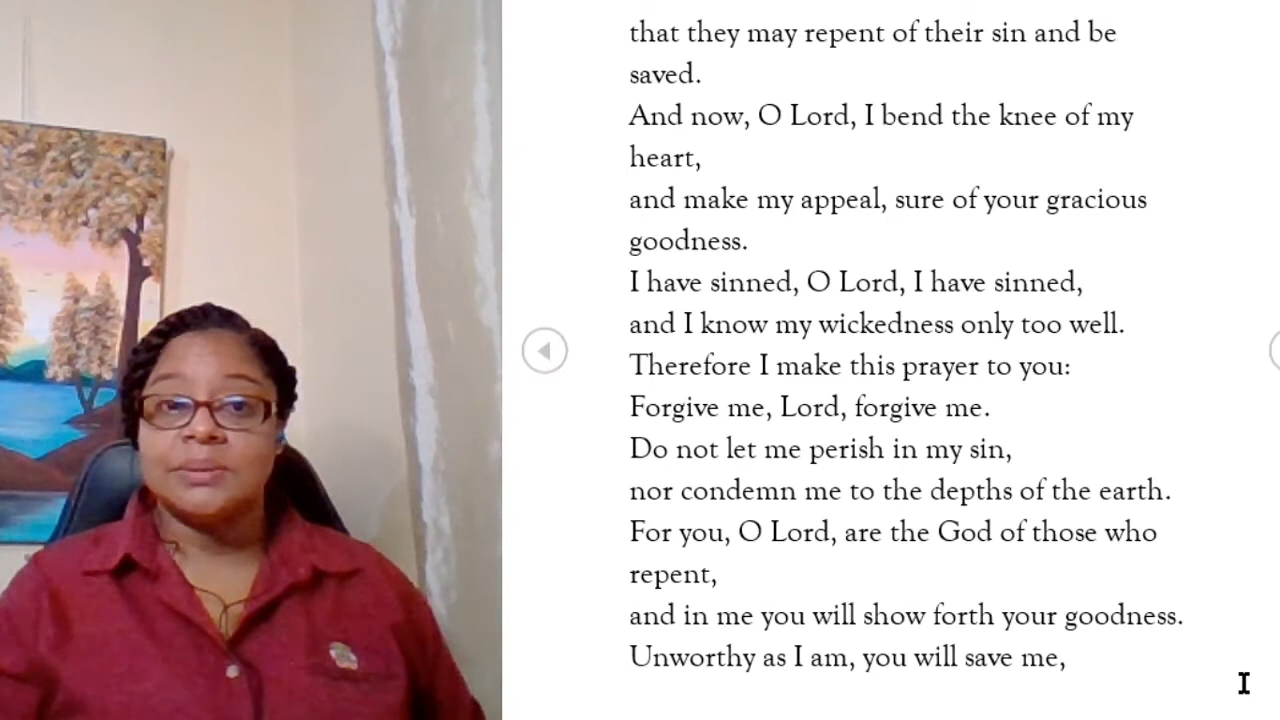 that they may repent of their sin and be
saved.
And now, O Lord, I bend the knee of my
heart,
and make my appeal, sure of your gracious
goodness.
I have sinned, O Lord, I have sinned,
and I know my wickedness only too well.
Therefore I make this prayer to you:
Forgive me, Lord, forgive me.
Do not let me perish in my sin,
nor condemn me to the depths of the earth.
For you, O Lord, are the God of those who
repent,
and in me you will show forth your goodness.
Unworthy as I am, you will save me,